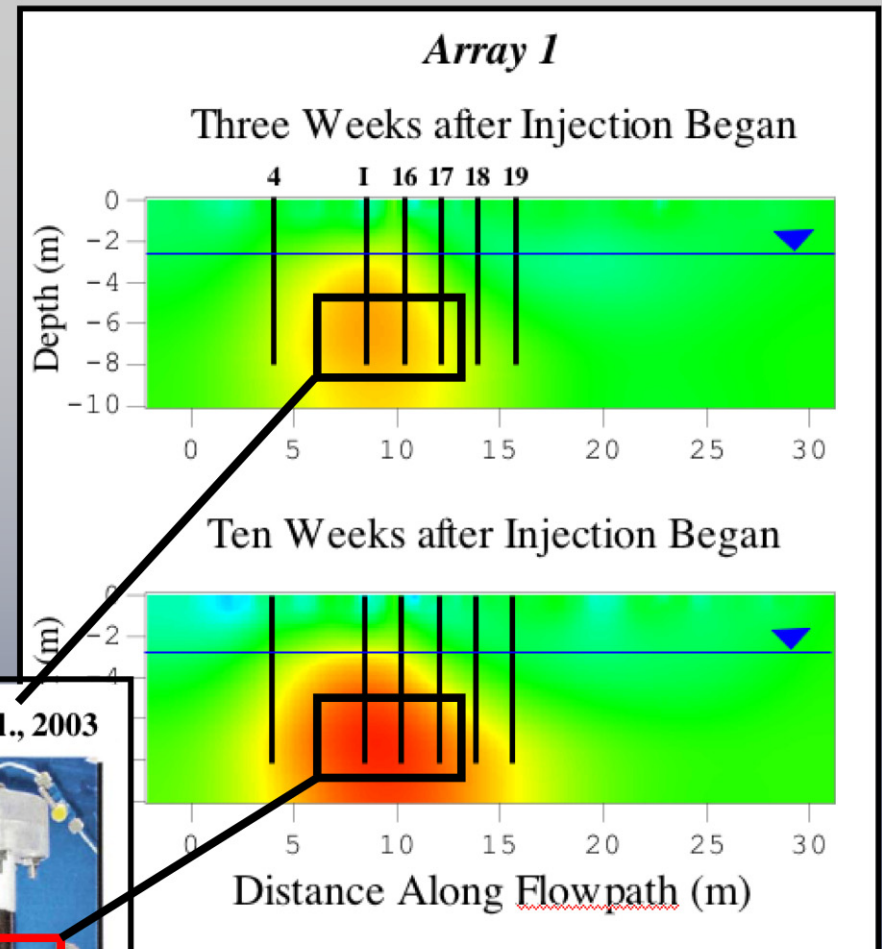 Array 1
Three Weeks after Injection Began
4 I 16 17 18 19
Depth (m)
0
-2
-4
-6
-8
-10
0 5 10 15 20 25 30
Ten Weeks after Injection Began
0
(m)
-2
4
0 5 10 15 20 25 30
Distance Along Flowpath (m)
l., 2003